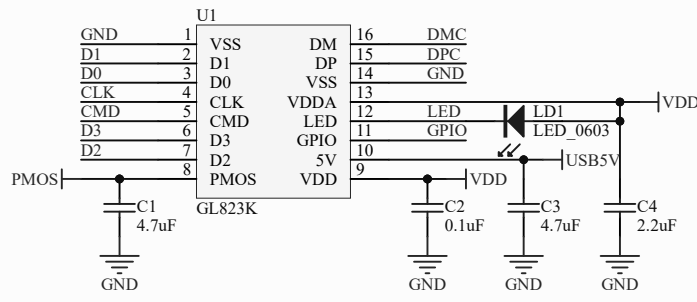 U1
GND 1 VSS DM 16 DMC
D1 2 D1 DP 15 DPC
D0 3 D0 VSS 14 GND
CLK 4 CLK VDDA 13 VDD
CMD 5 CMD LED 12 LED LD1
D3 6 D3 GPIO 11 GPIO LED_0603
D2 7 D2 5V 10 USB5V
PMOS 8 PMOS VDD 9 VDD
GL823K
C1 C2 C3 C4
4.7uF 0.1uF 4.7uF 2.2uF
GND GND GND GND